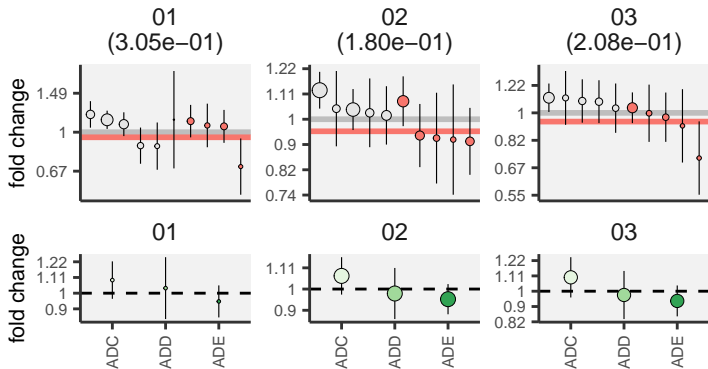 01
(3.05e−01)
02
(1.80e−01)
03
(2.08e−01)
fold change
1.49
1
0.67
1.22
1.11
1
0.9
0.82
0.74
1.22
1
0.82
0.67
0.55
01
02
03
fold change
1.22
1.11
1
0.9
1.11
1
0.9
1.22
1.11
1
0.9
0.82
ADC
ADD
ADE
ADC
ADD
ADE
ADC
ADD
ADE